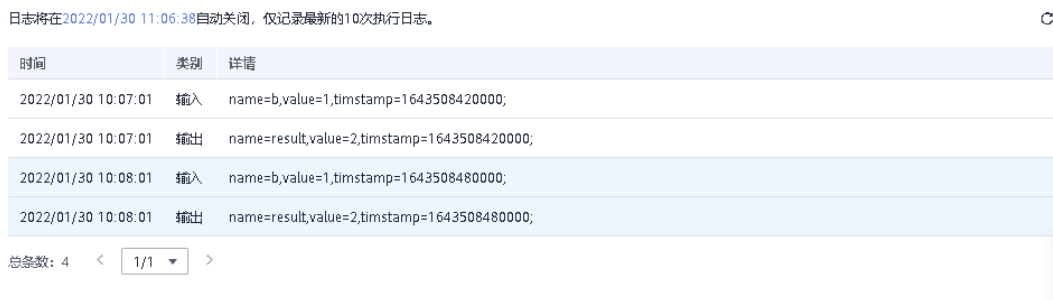 日志将在2022/01/30 11:06:38自动关闭，仅记录最新的10次执行日志。
时间 类别 详情
2022/01/30 10:07:01 输入 name=b,value=1,timstamp=1643508420000;
2022/01/30 10:07:01 输出 name=result,value=2,timstamp=1643508420000;
2022/01/30 10:08:01 输入 name=b,value=1,timstamp=1643508480000;
2022/01/30 10:08:01 输出 name=result,value=2,timstamp=1643508480000;
总条数：4 < 1/1 >